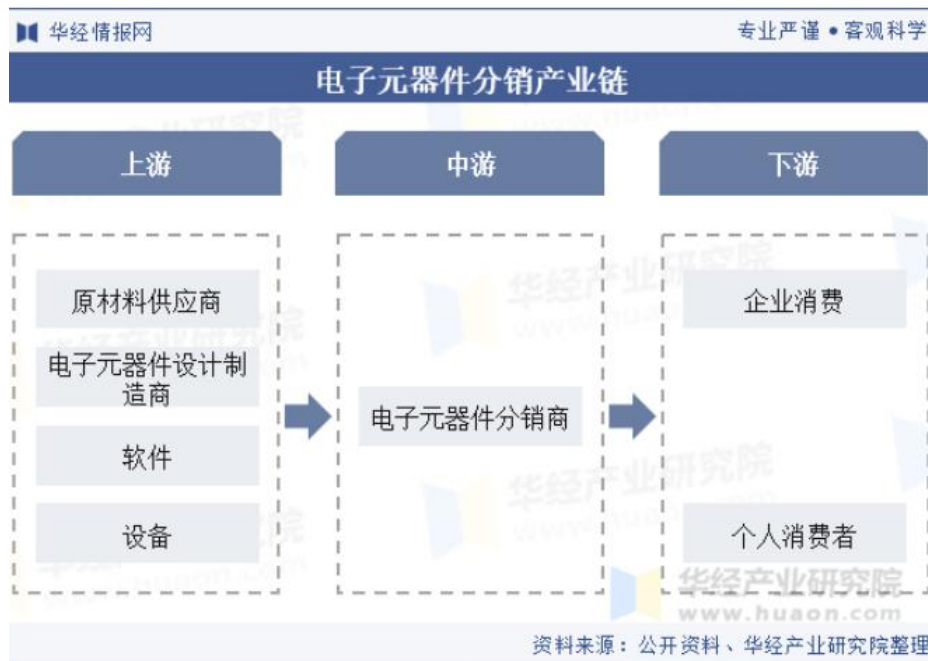 华经情报网
专业严谨•客观科学
电子元器件分销产业链
上游
中游
下游
原材料供应商
电子元器件设计制
造商
软件
设备
电子元器件分销商
企业消费
个人消费者
华经产业研究院
www.huaon.com
资料来源：公开资料、华经产业研究院整理